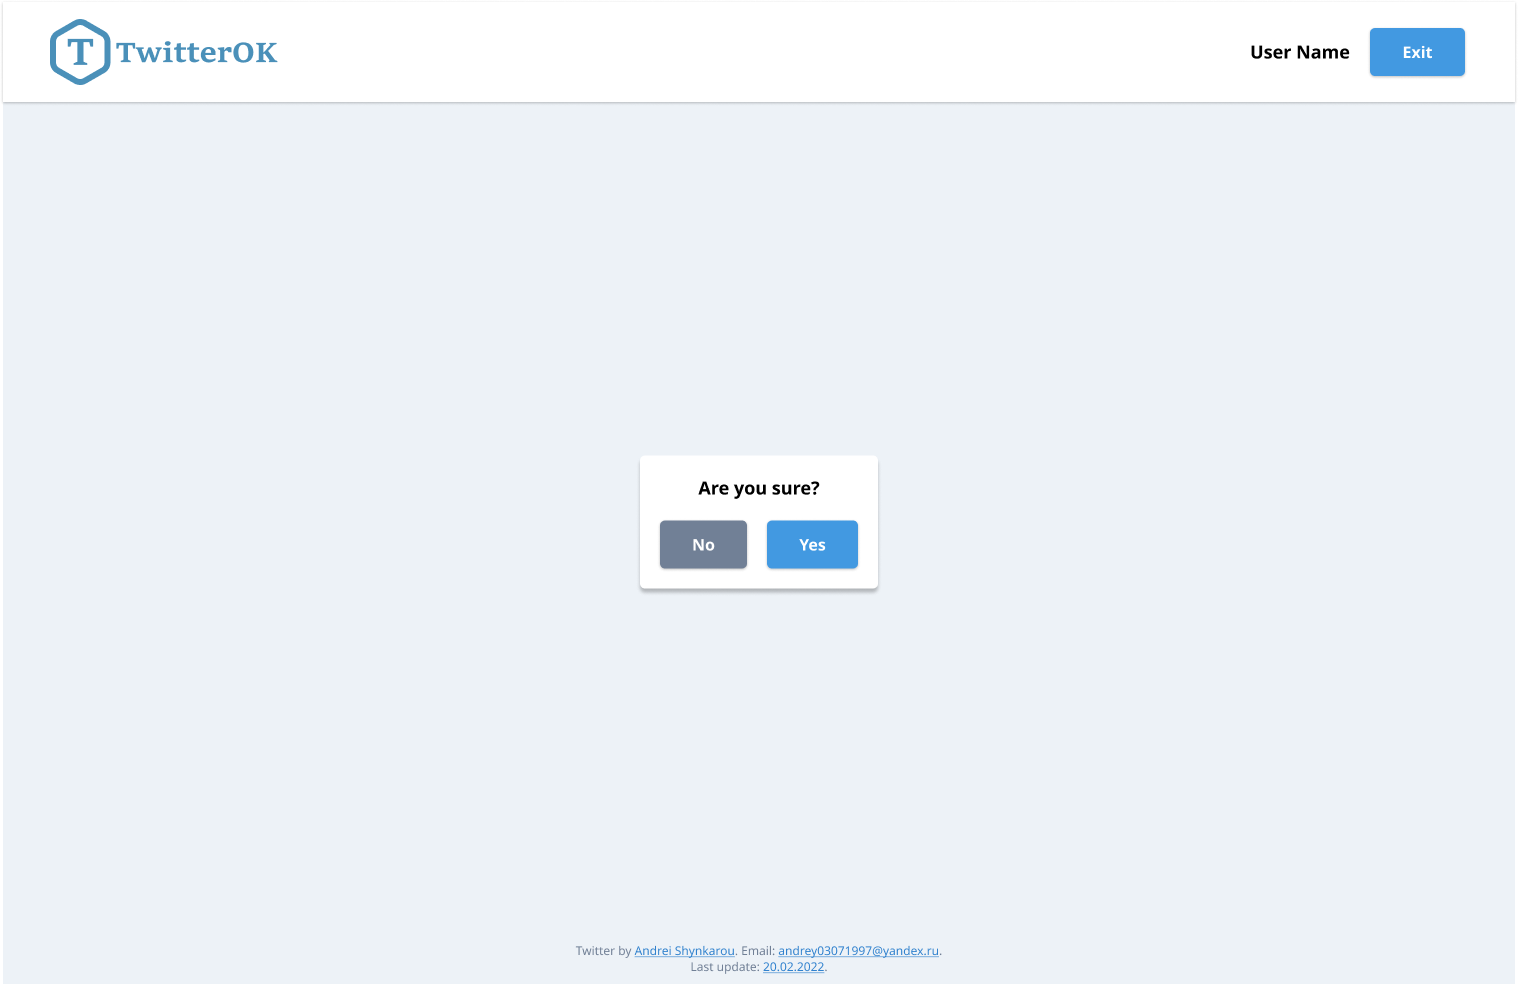 T TwitterOK
User Name
Exit
Are you sure?
No
Yes
Twitter by Andrei Shynkarou. Email: andrey03071997@yandex.ru.
Last update: 20.02.2022.